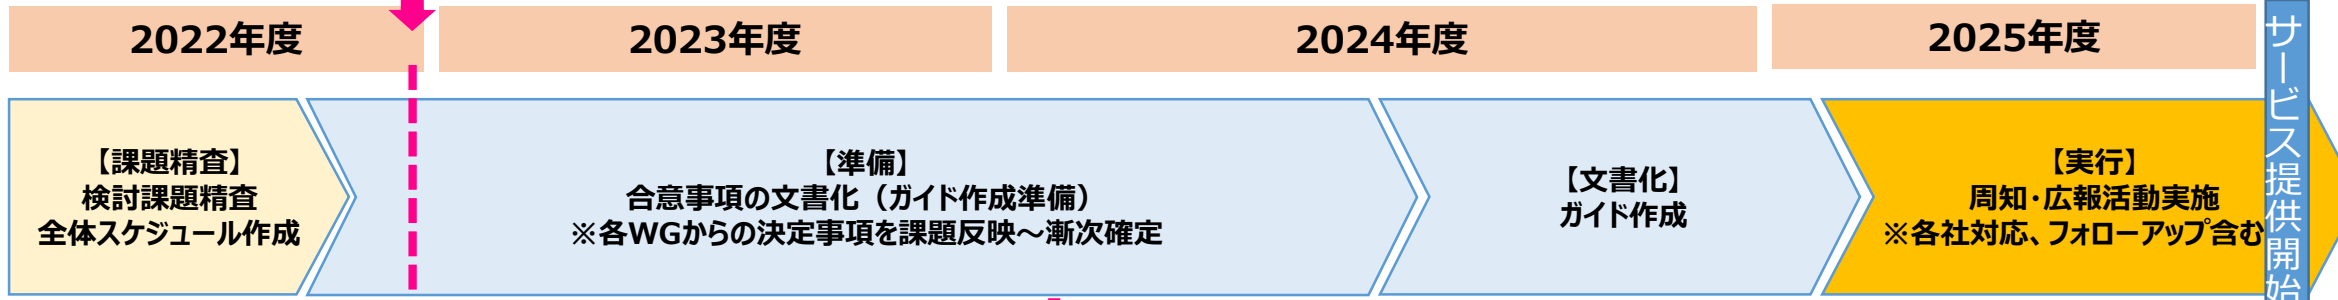 2022年度
2023年度
2024年度
2025年度
【課題精査】
検討課題精査
全体スケジュール作成
【準備】
合意事項の文書化（ガイド作成準備）
※各WGからの決定事項を課題反映～漸次確定
【文書化】
ガイド作成
【実行】
周知・広報活動実施
※各社対応、フォローアップ含む
サービス提供開始